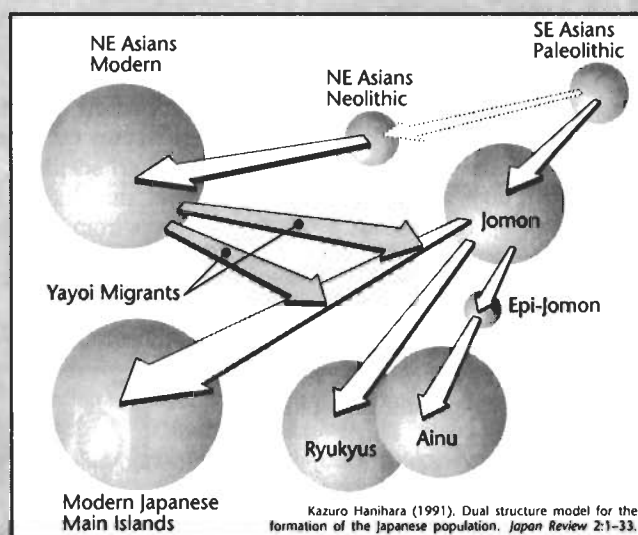 NE Asians
Modern
NE Asians
Neolithic
SE Asians
Paleolithic
Jomon
Yayoi Migrants
Epi-Jomon
Ryukyus
Ainu
Modern Japanese
Main Islands
Kazuro Hanihara (1991). Dual structure model for the
formation of the Japanese population. Japan Review 2:1–33.